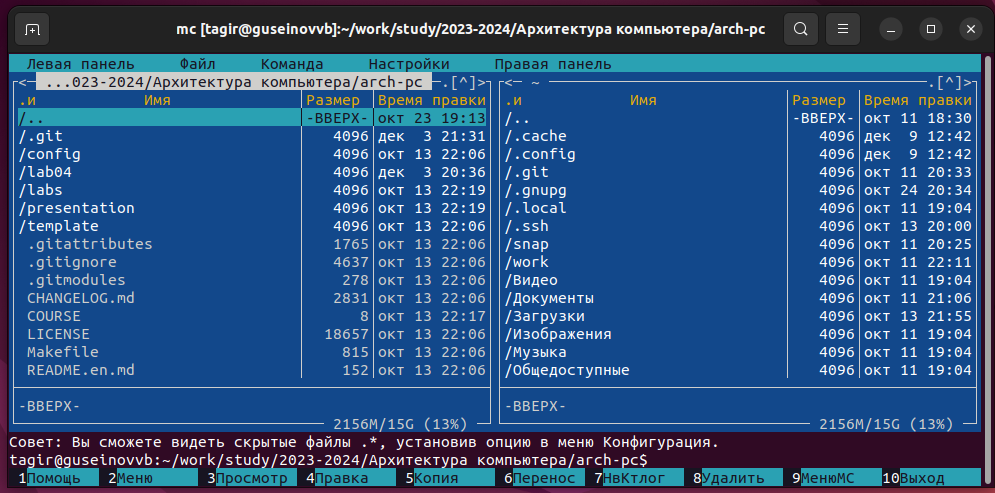 mc [tagir@guseinovvb]:~/work/study/2023-2024/Архитектура компьютера/arch-pc
Левая панель Файл Команда Настройки Правая панель
<─ ...023-2024/Архитектура компьютера/arch-pc ─.[^]> <─ ~ ─.[^]>
.и Имя Размер Время правки .и Имя Размер Время правки
/.. -ВВЕРХ- окт 23 19:13 /.. -ВВЕРХ- окт 11 18:30
/.git 4096 дек 3 21:31 /.cache 4096 дек 9 12:42
/config 4096 окт 13 22:06 /.config 4096 дек 9 12:42
/lab04 4096 дек 3 20:36 /.git 4096 окт 11 20:33
/labs 4096 окт 13 22:19 /.gnupg 4096 окт 24 20:34
/presentation 4096 окт 13 22:19 /.local 4096 окт 11 19:04
/template 4096 окт 13 22:06 /.ssh 4096 окт 13 20:00
.gitattributes 1765 окт 13 22:06 /snap 4096 окт 11 20:25
.gitignore 4637 окт 13 22:06 /work 4096 окт 11 22:11
.gitmodules 278 окт 13 22:06 /Видео 4096 окт 11 19:04
CHANGELOG.md 2831 окт 13 22:06 /Документы 4096 окт 11 21:06
COURSE 8 окт 13 22:17 /Загрузки 4096 окт 13 21:55
LICENSE 18657 окт 13 22:06 /Изображения 4096 окт 11 19:04
Makefile 815 окт 13 22:06 /Музыка 4096 окт 11 19:04
README.en.md 152 окт 13 22:06 /Общедоступные 4096 окт 11 19:04
-ВВЕРХ- -ВВЕРХ-
2156M/15G (13%) 2156M/15G (13%)
Совет: Вы сможете видеть скрытые файлы .*, установив опцию в меню Конфигурация.
tagir@guseinovvb:~/work/study/2023-2024/Архитектура компьютера/arch-pc$
1Помощь 2Меню 3Просмотр 4Правка 5Копия 6Перенос 7НвКтлог 8Удалить 9МенюМС 10Выход